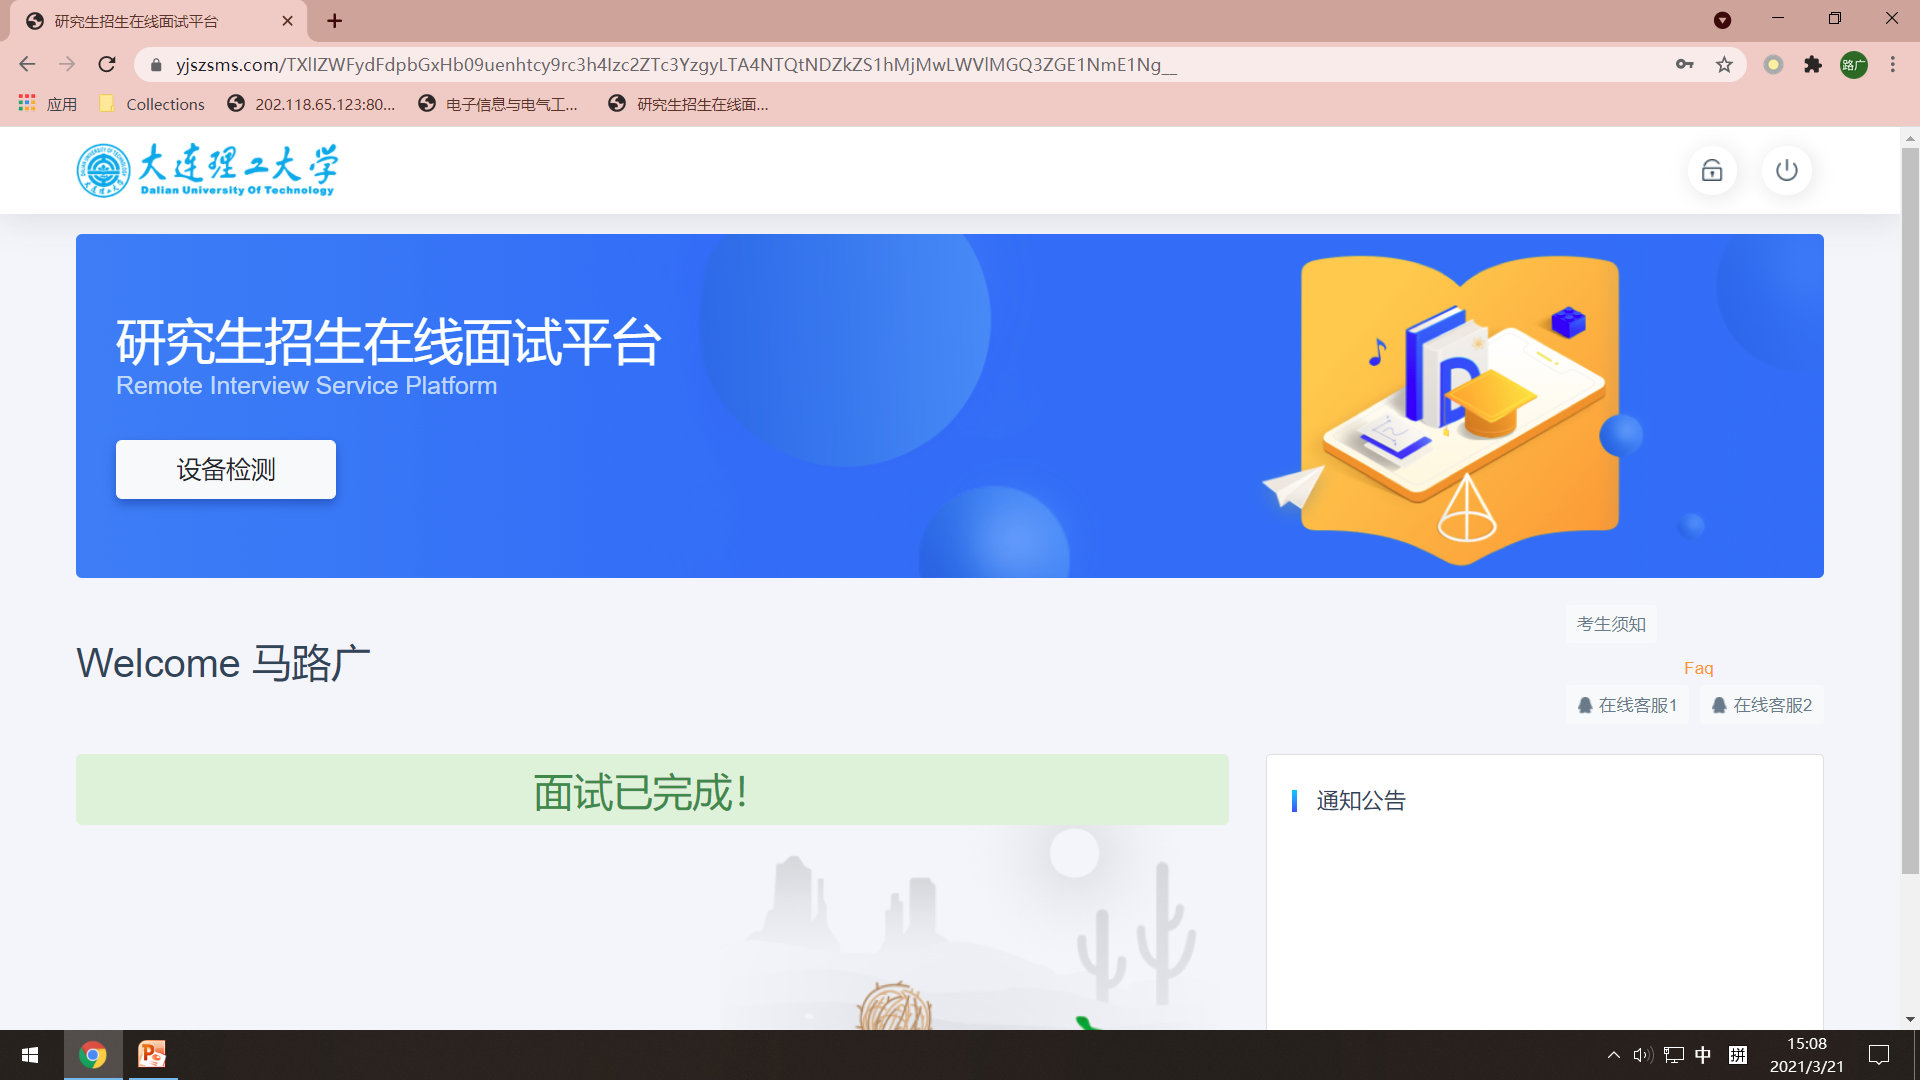 研究生招生在线面试平台
yjszsms.com/TXlIZWFydFdpbGxHb09uenhtcy9rc3h4Izc2ZTc3YzgyLTA4NTQtNDZkZS1hMjMwLWVlMGQ3ZGE1NmE1Ng__
路广
应用
Collections
202.118.65.123:80...
电子信息与电气工...
研究生招生在线面...
大连理工大学
Dalian University Of Technology
研究生招生在线面试平台
Remote Interview Service Platform
设备检测
Welcome 马路广
考生须知
Faq
在线客服1
在线客服2
面试已完成！
通知公告
中
拼
15:08
2021/3/21